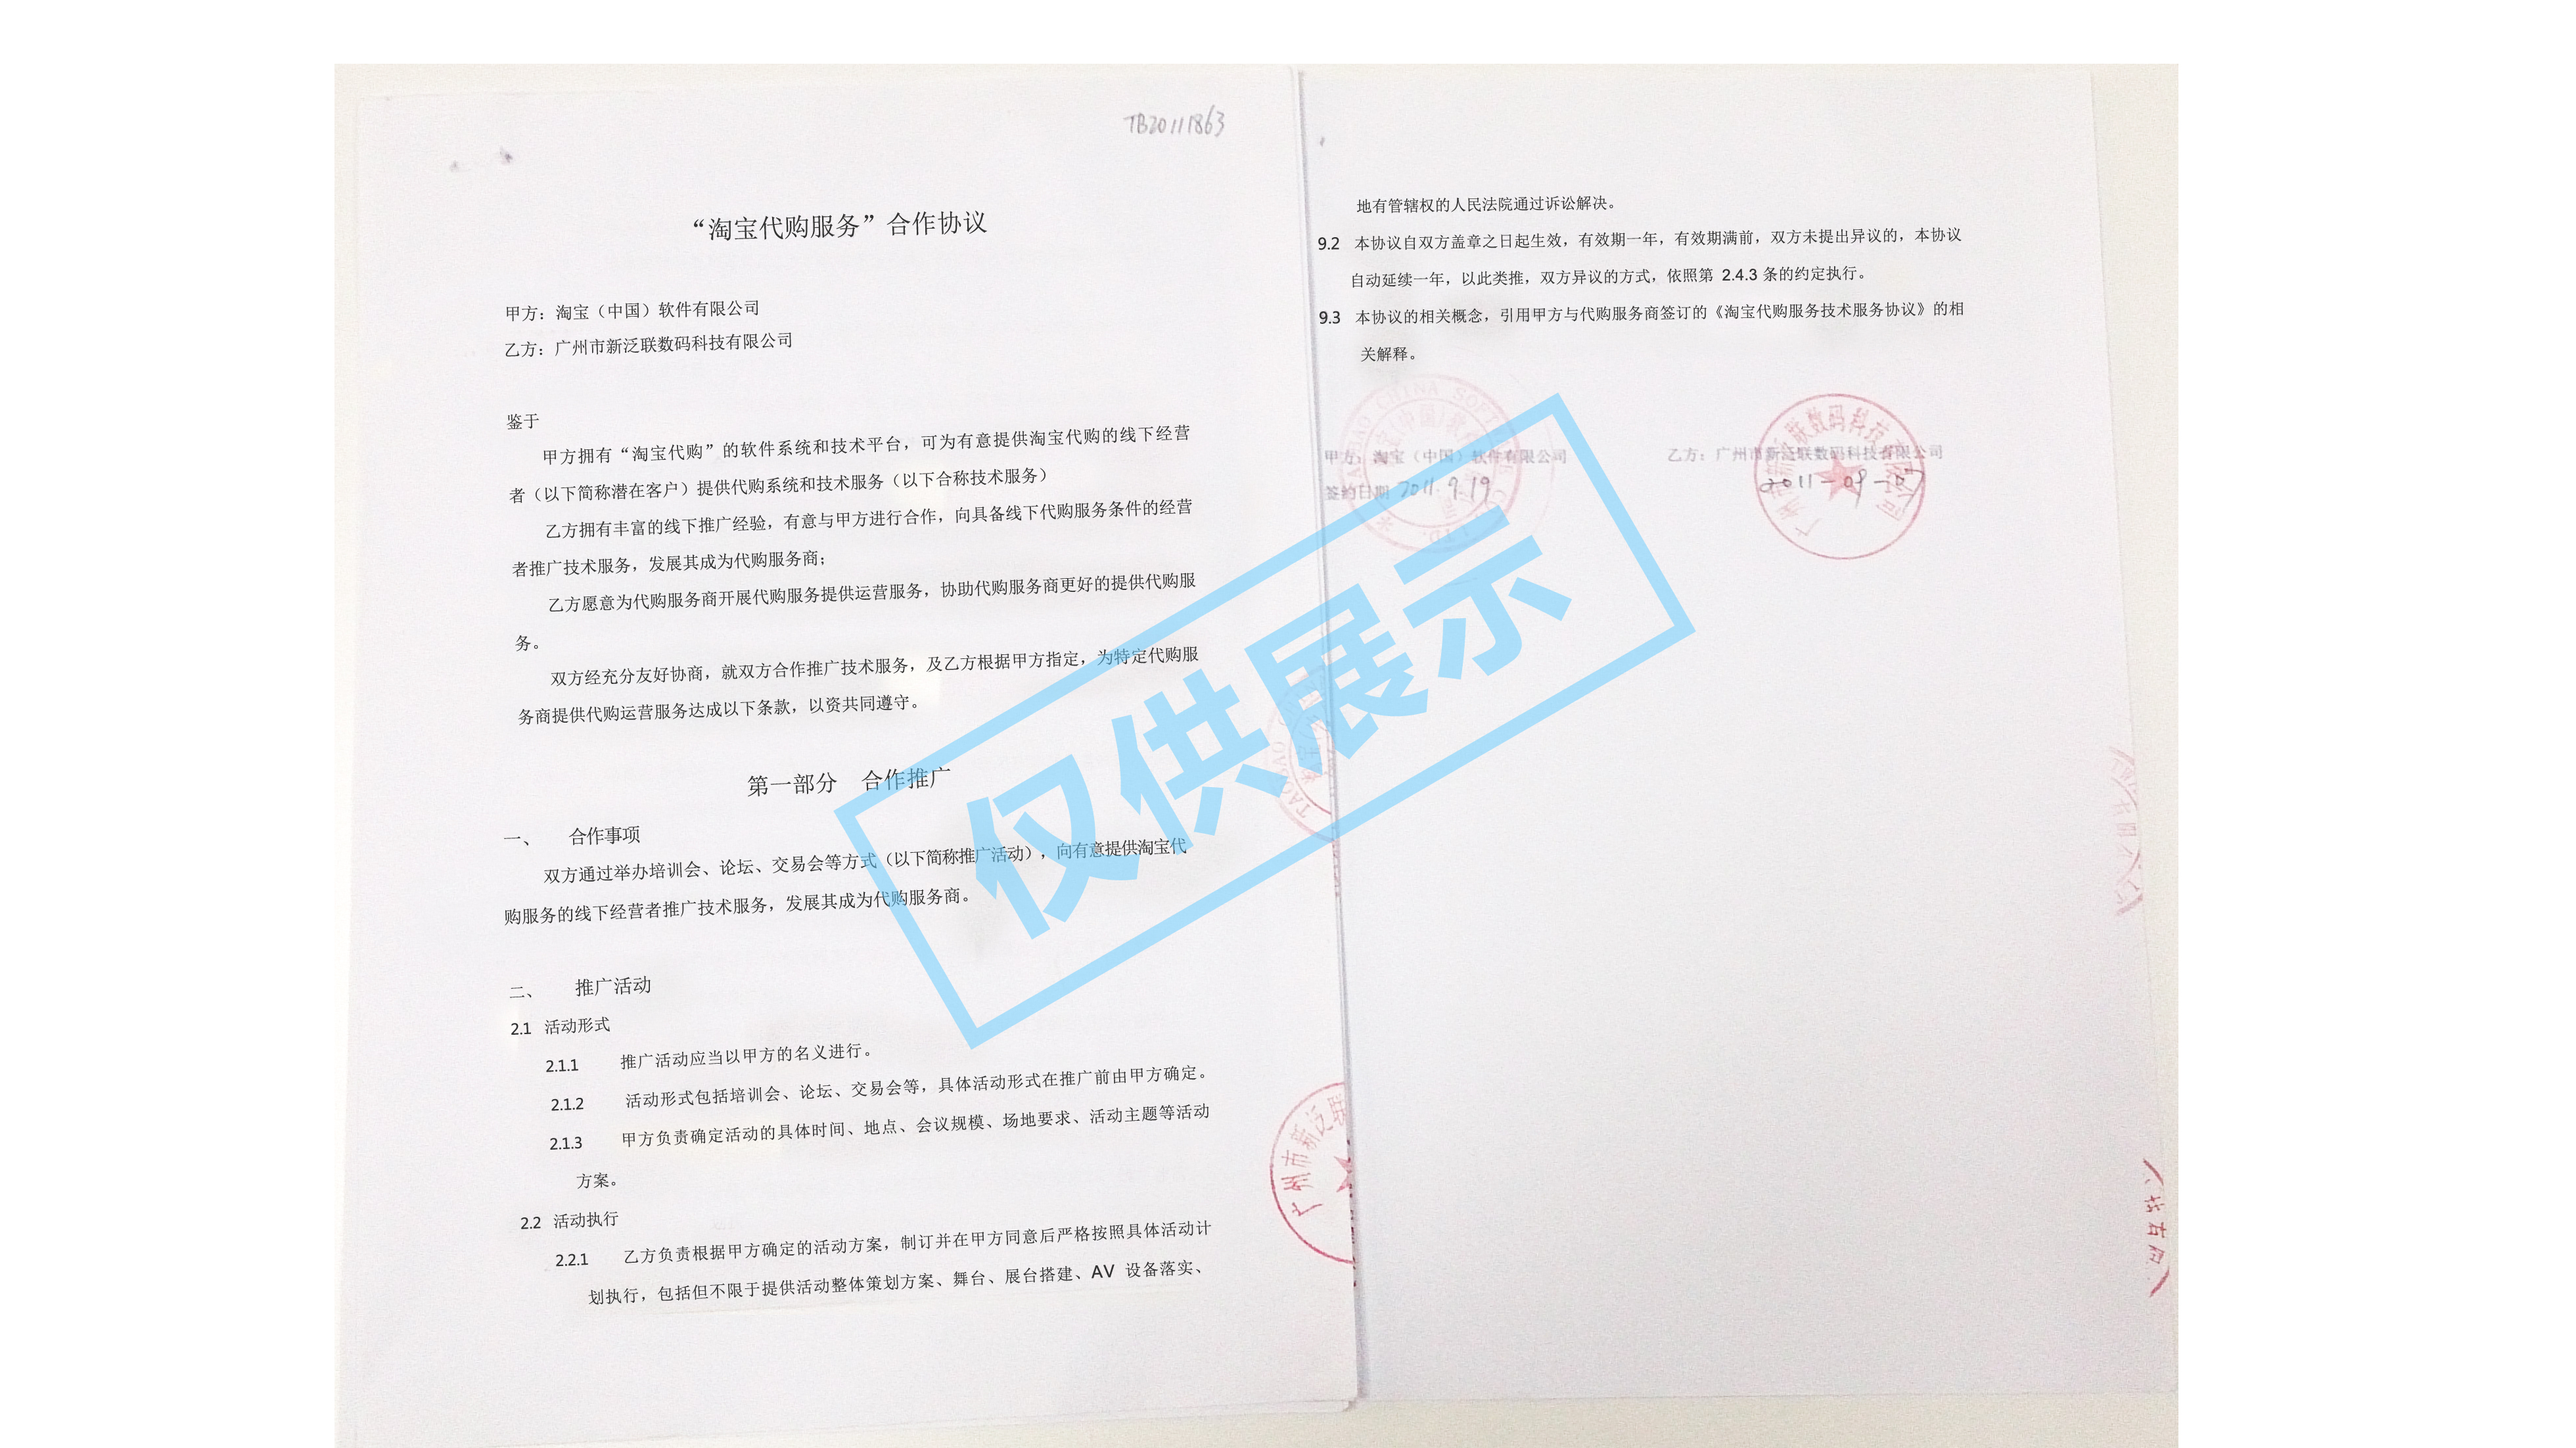 TB20111863
“淘宝代购服务”合作协议
甲方：淘宝（中国）软件有限公司
乙方：广州市新泛联数码科技有限公司
鉴于
甲方拥有“淘宝代购”的软件系统和技术平台，可为有意提供淘宝代购的线下经营
者（以下简称潜在客户）提供代购系统和技术服务（以下合称技术服务）
乙方拥有丰富的线下推广经验，有意与甲方进行合作，向具备线下代购服务条件的经营
者推广技术服务，发展其成为代购服务商；
乙方愿意为代购服务商开展代购服务提供运营服务，协助代购服务商更好的提供代购服
务。
双方经充分友好协商，就双方合作推广技术服务，及乙方根据甲方指定，为特定代购服
务商提供代购运营服务达成以下条款，以资共同遵守。
第一部分 合作推广
一、 合作事项
双方通过举办培训会、论坛、交易会等方式（以下简称推广活动），向有意提供淘宝代
购服务的线下经营者推广技术服务，发展其成为代购服务商。
二、 推广活动
2.1 活动形式
2.1.1 推广活动应当以甲方的名义进行。
2.1.2 活动形式包括培训会、论坛、交易会等，具体活动形式在推广前由甲方确定。
2.1.3 甲方负责确定活动的具体时间、地点、会议规模、场地要求、活动主题等活动
方案。
2.2 活动执行
2.2.1 乙方负责根据甲方确定的活动方案，制订并在甲方同意后严格按照具体活动计
划执行，包括但不限于提供活动整体策划方案、舞台、展台搭建、AV 设备落实、
广州市新泛联
地有管辖权的人民法院通过诉讼解决。
9.2 本协议自双方盖章之日起生效，有效期一年，有效期满前，双方未提出异议的，本协议
自动延续一年，以此类推，双方异议的方式，依照第 2.4.3 条的约定执行。
9.3 本协议的相关概念，引用甲方与代购服务商签订的《淘宝代购服务技术服务协议》的相
关解释。
甲方：淘宝（中国）软件有限公司
签约日期 2011.9.19
乙方：广州市新泛联数码科技有限公司
2011-09-07
仅供展示